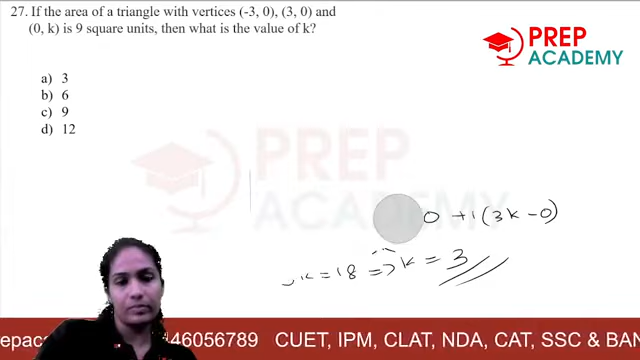 27. If the area of a triangle with vertices (-3, 0), (3, 0) and
(0, k) is 9 square units, then what is the value of k?
PREP
ACADEMY
a) 3
b) 6
c) 9
d) 12
PREP
ACADEMY
0 +1(3k - 0)
k = 18 => k = 3
46056789 CUET, IPM, CLAT, NDA, CAT, SSC & BAN